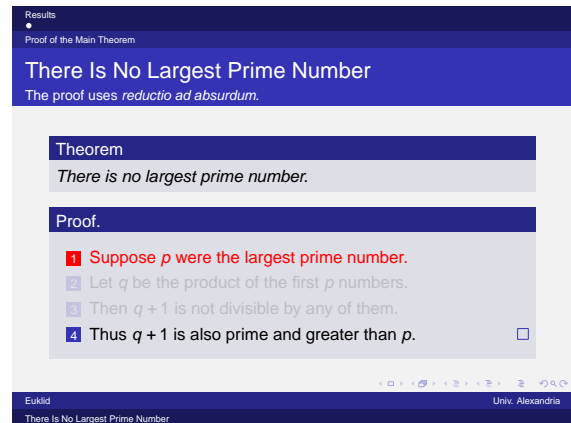 Results
Proof of the Main Theorem
There Is No Largest Prime Number
The proof uses reductio ad absurdum.
Theorem
There is no largest prime number.
Proof.
1 Suppose p were the largest prime number.
2 Let q be the product of the first p numbers.
3 Then q + 1 is not divisible by any of them.
4 Thus q + 1 is also prime and greater than p.
Euklid Univ. Alexandria
There Is No Largest Prime Number